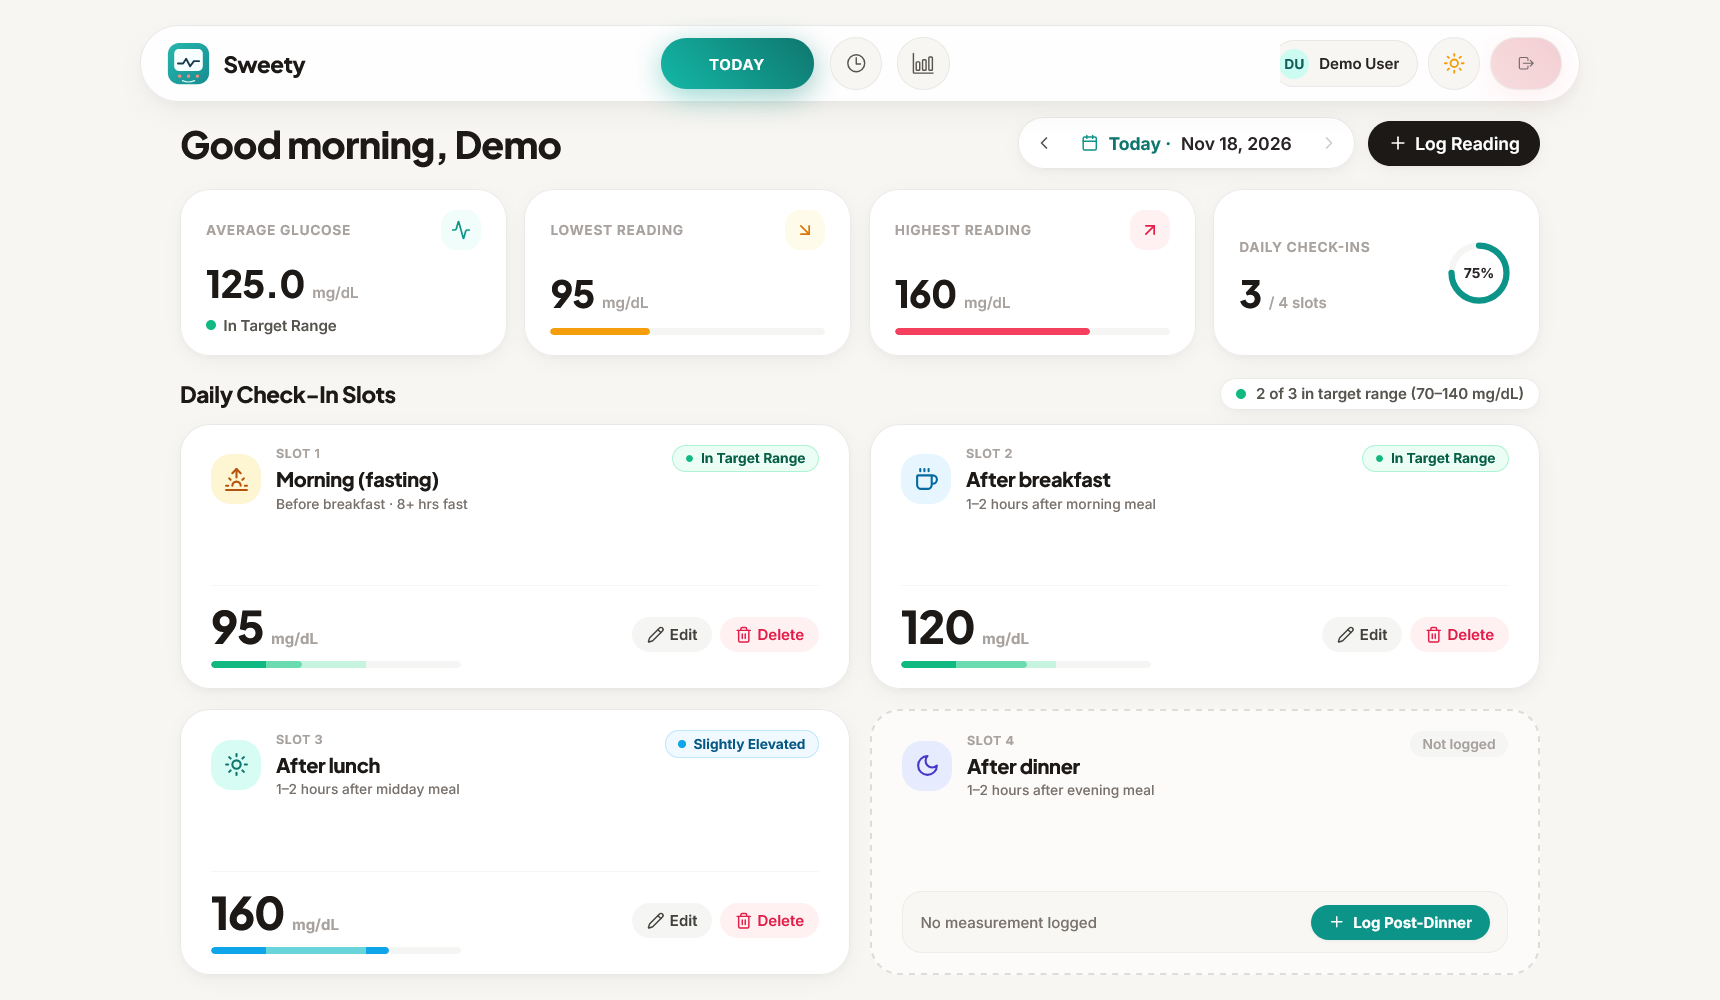 Sweety
TODAY
DU
Demo User
Good morning, Demo
Today · Nov 18, 2026
Log Reading
AVERAGE GLUCOSE
125.0 mg/dL
In Target Range
LOWEST READING
95 mg/dL
HIGHEST READING
160 mg/dL
DAILY CHECK-INS
3 / 4 slots
75%
Daily Check-In Slots
2 of 3 in target range (70–140 mg/dL)
SLOT 1
Morning (fasting)
Before breakfast · 8+ hrs fast
In Target Range
95 mg/dL
Edit
Delete
SLOT 2
After breakfast
1–2 hours after morning meal
In Target Range
120 mg/dL
Edit
Delete
SLOT 3
After lunch
1–2 hours after midday meal
Slightly Elevated
160 mg/dL
Edit
Delete
SLOT 4
After dinner
1–2 hours after evening meal
Not logged
No measurement logged
Log Post-Dinner